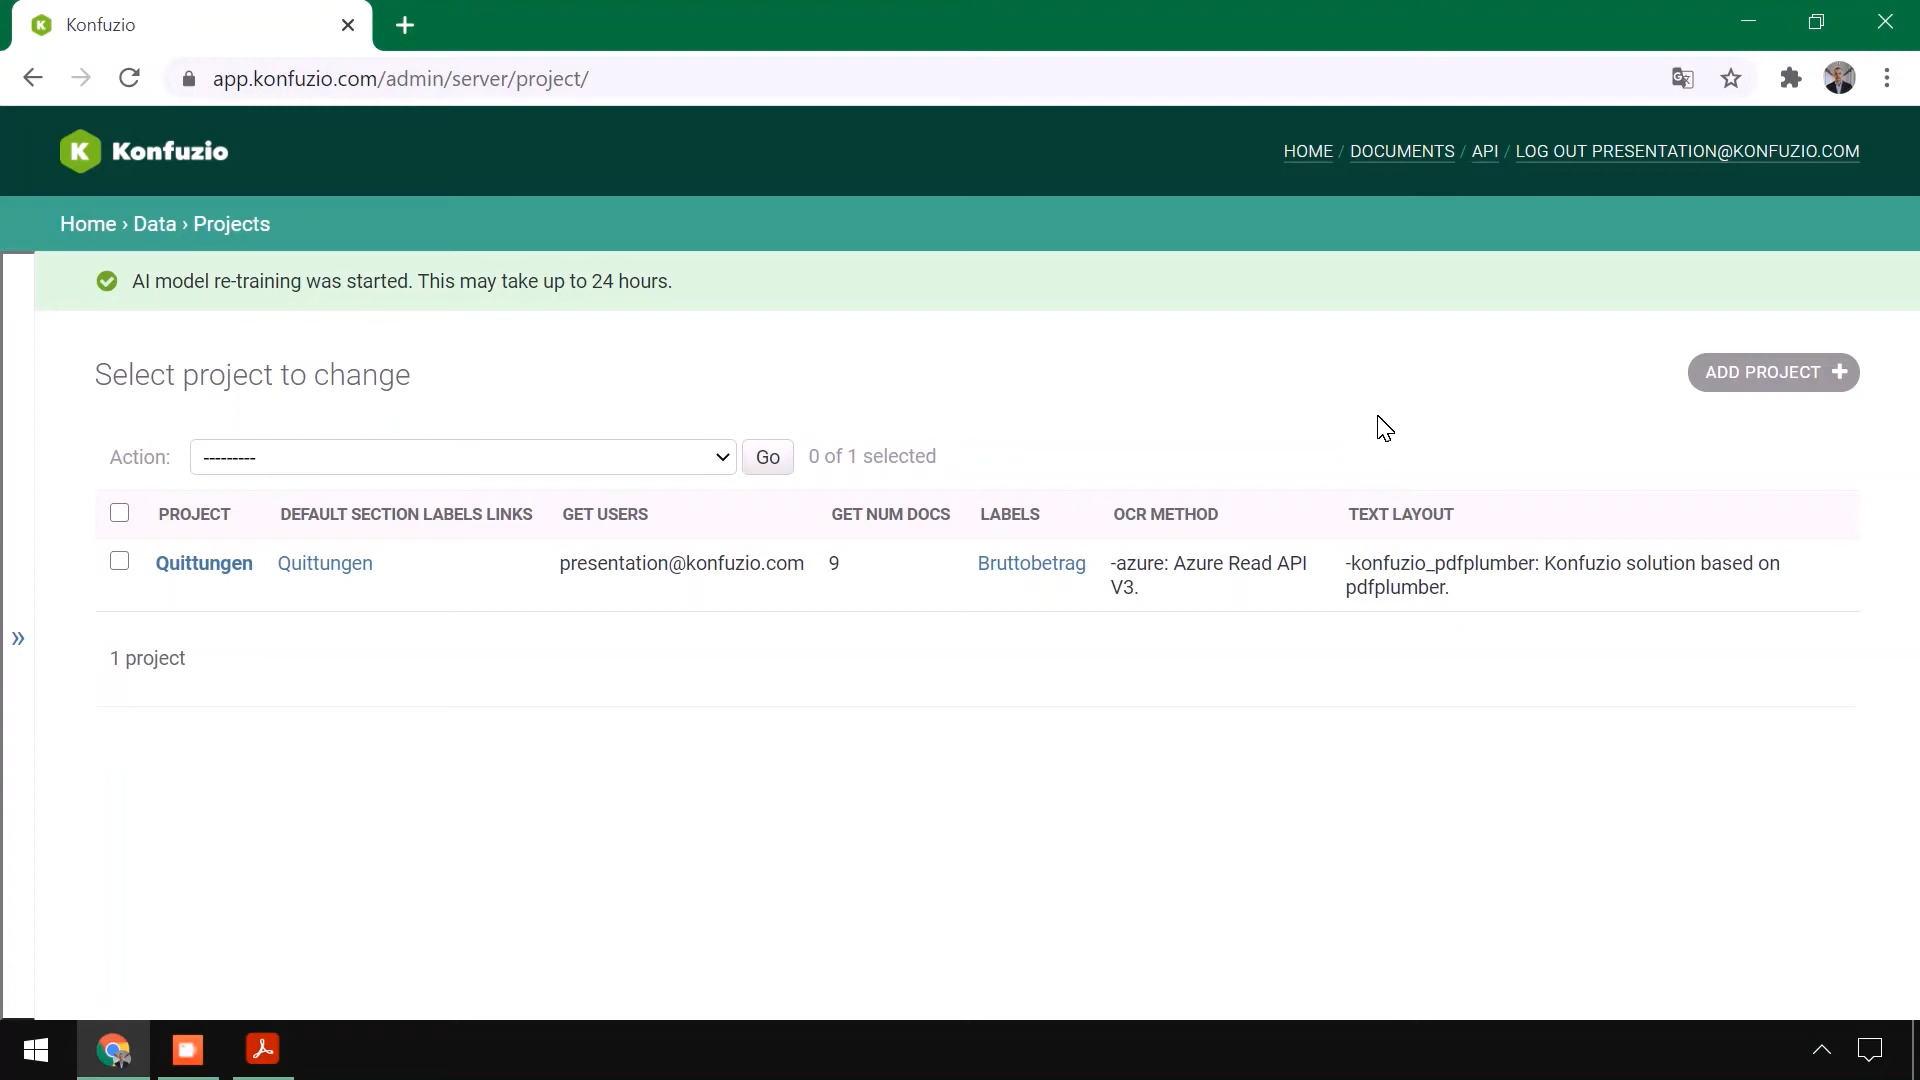 Konfuzio
app.konfuzio.com/admin/server/project/
Konfuzio
HOME / DOCUMENTS / API / LOG OUT PRESENTATION@KONFUZIO.COM
Home › Data › Projects
AI model re-training was started. This may take up to 24 hours.
Select project to change
ADD PROJECT
Action: --------- Go 0 of 1 selected
PROJECT DEFAULT SECTION LABELS LINKS GET USERS GET NUM DOCS LABELS OCR METHOD TEXT LAYOUT
Quittungen Quittungen presentation@konfuzio.com 9 Bruttobetrag -azure: Azure Read API -konfuzio_pdfplumber: Konfuzio solution based on
V3. pdfplumber.
1 project